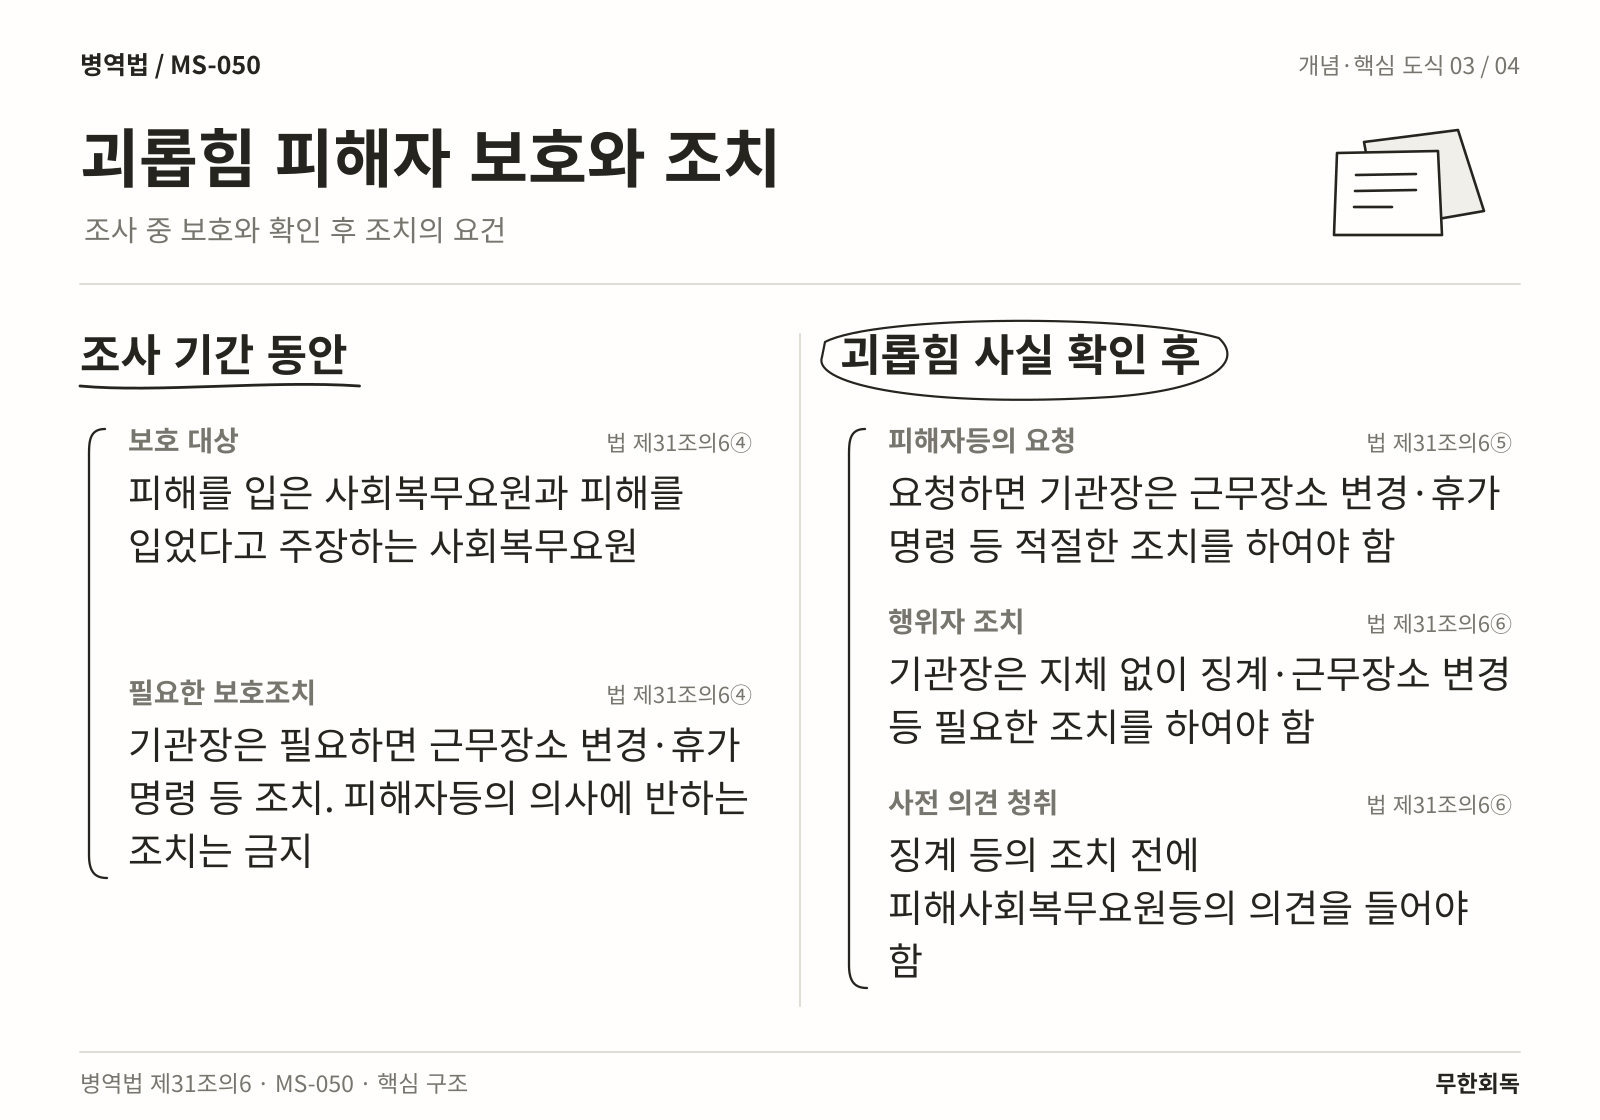 병역법 / MS-050
개념·핵심 도식 03 / 04
괴롭힘 피해자 보호와 조치
조사 중 보호와 확인 후 조치의 요건
조사 기간 동안
보호 대상
법 제31조의6④
피해를 입은 사회복무요원과 피해를
입었다고 주장하는 사회복무요원
필요한 보호조치
법 제31조의6④
기관장은 필요하면 근무장소 변경·휴가
명령 등 조치. 피해자등의 의사에 반하는
조치는 금지
괴롭힘 사실 확인 후
피해자등의 요청
법 제31조의6⑤
요청하면 기관장은 근무장소 변경·휴가
명령 등 적절한 조치를 하여야 함
행위자 조치
법 제31조의6⑥
기관장은 지체 없이 징계·근무장소 변경
등 필요한 조치를 하여야 함
사전 의견 청취
법 제31조의6⑥
징계 등의 조치 전에
피해사회복무요원등의 의견을 들어야
함
병역법 제31조의6 · MS-050 · 핵심 구조
무한회독